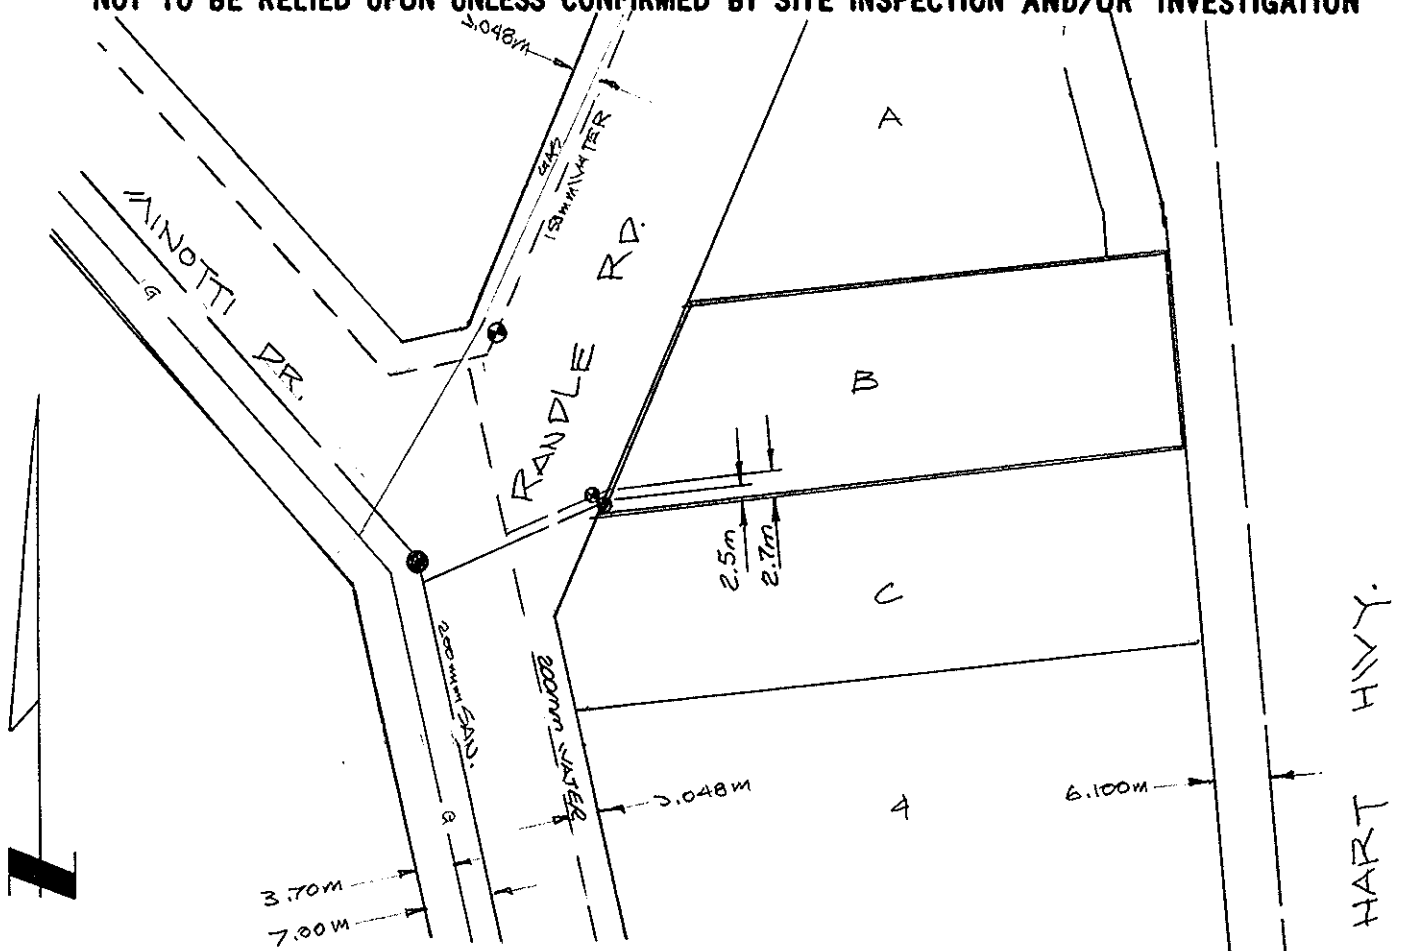 NOT TO BE RELIED UPON UNLESS CONFIRMED BY SITE INSPECTION AND/OR INVESTIGATION
3.048m
GAS
150mm WATER
A
AINOTTI DR.
G
RANDLE RD.
B
2.5m
2.7m
C
200mm SAN.
200mm WATER
3.048m
4
6.100m
G
3.70m
7.00m
HART HWY.